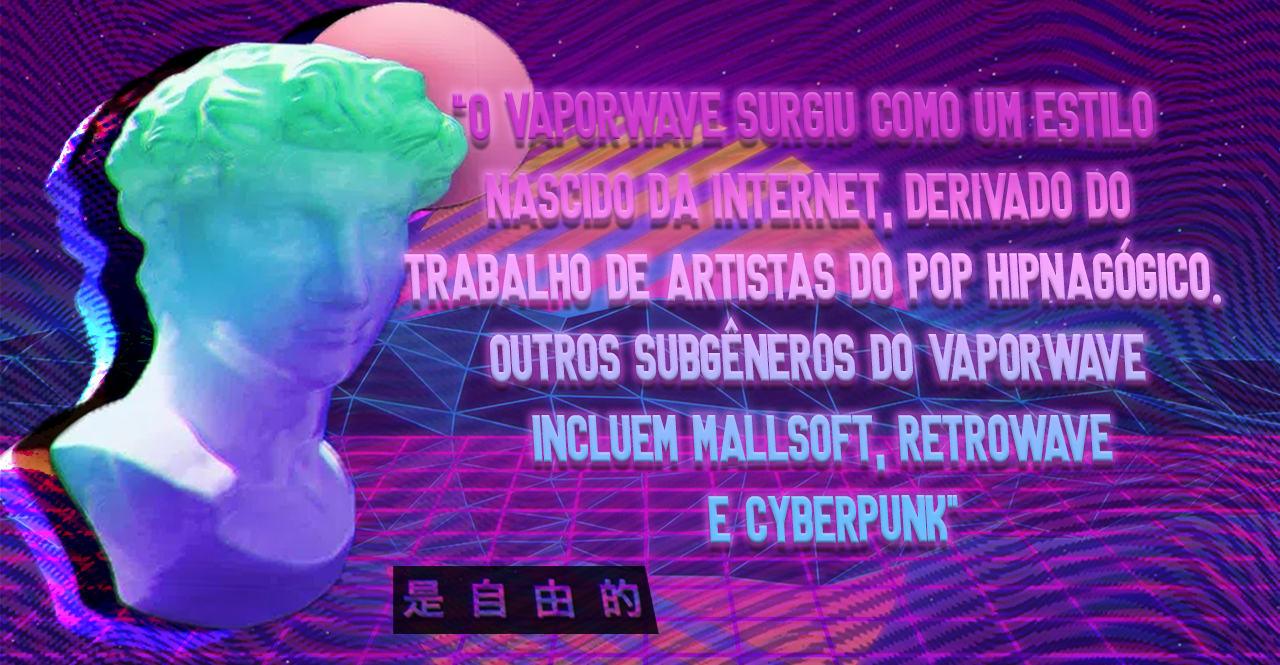 "O VAPORWAVE SURGIU COMO UM ESTILO
NASCIDO DA INTERNET, DERIVADO DO
TRABALHO DE ARTISTAS DO POP HIPNAGÓGICO.
OUTROS SUBGÊNEROS DO VAPORWAVE
INCLUEM MALLSOFT, RETROWAVE
E CYBERPUNK"
是自由的